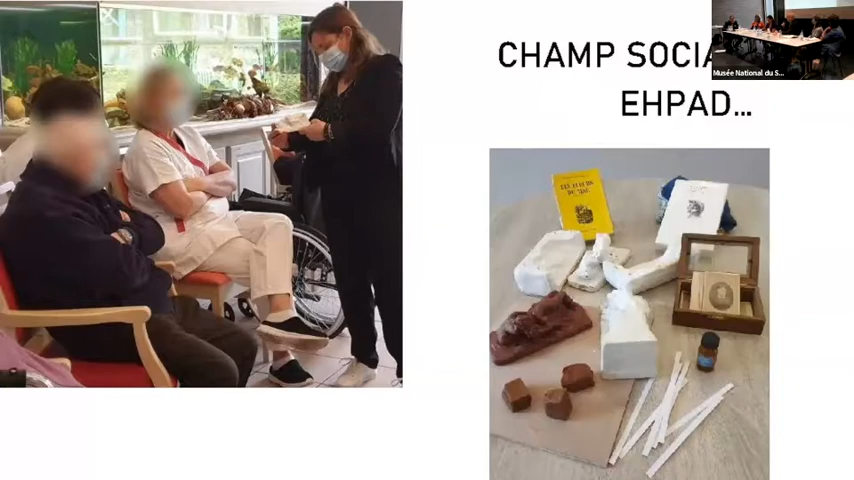 CHAMP SOCIA
EHPAD...
Musée National du S...
LES FLEURS
DU MAL